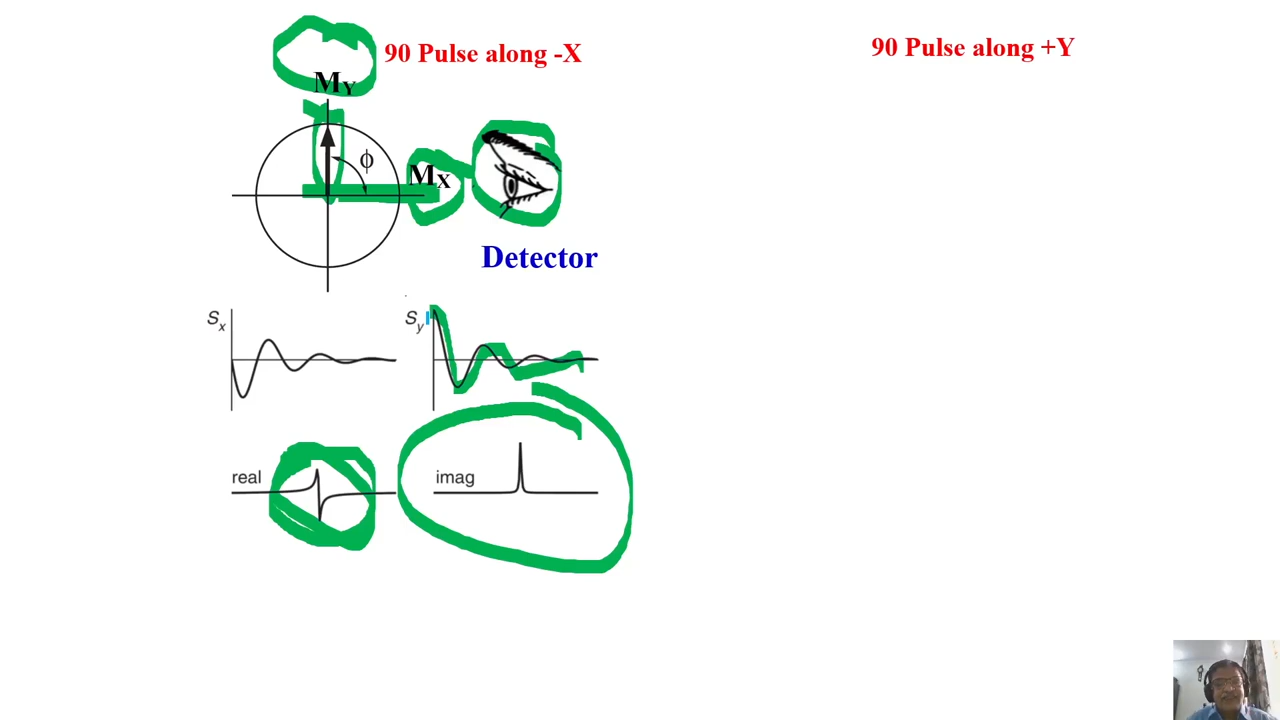 90 Pulse along -X
90 Pulse along +Y
MY
ϕ
MX
Detector
Sx
Sy
real
imag